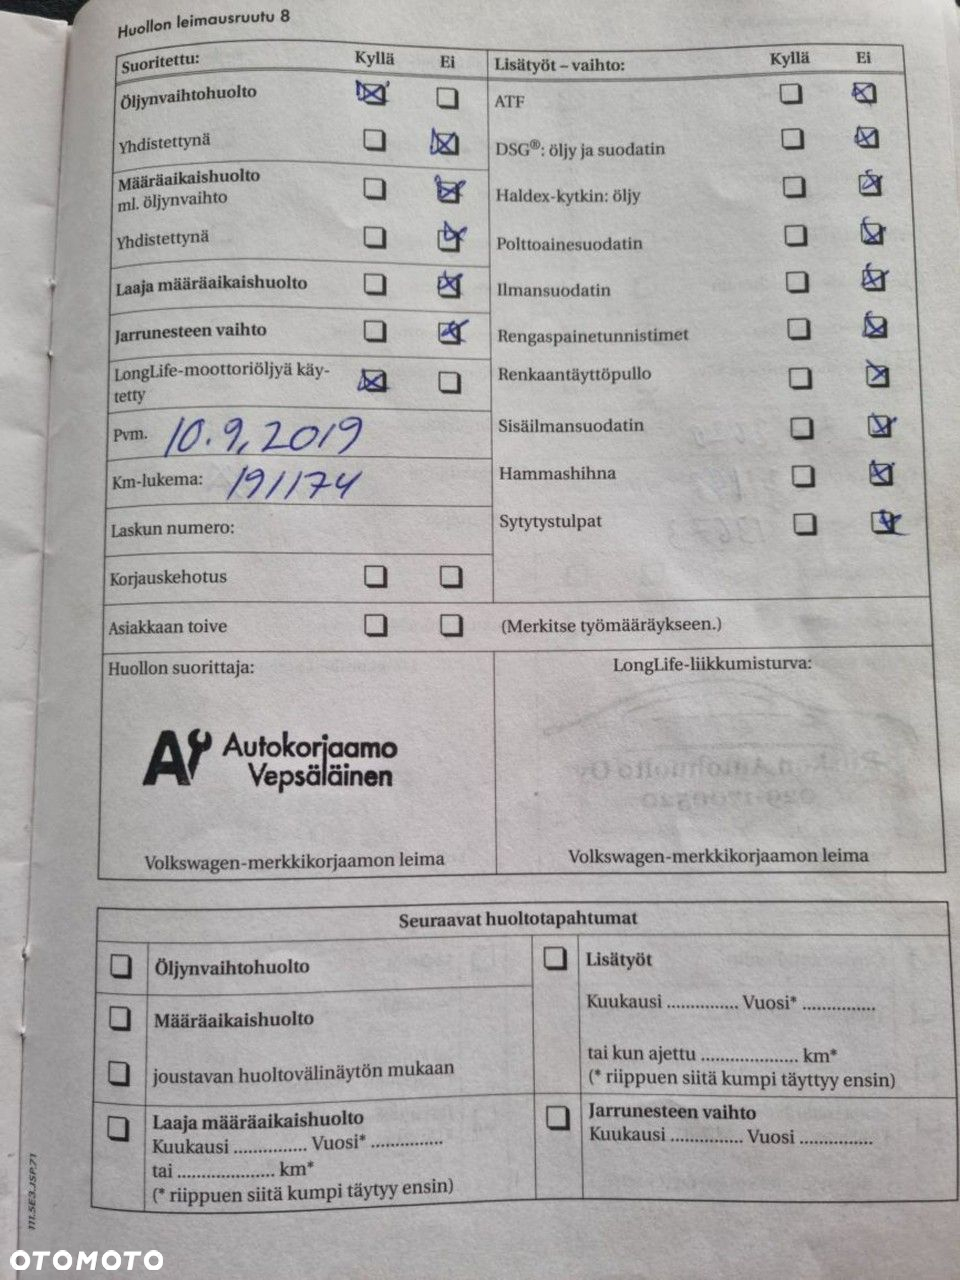 Huollon leimausruutu 8
Suoritettu: Kyllä Ei
Öljynvaihtohuolto
Yhdistettynä
Määräaikaishuolto
ml. öljynvaihto
Yhdistettynä
Laaja määräaikaishuolto
Jarrunesteen vaihto
LongLife-moottoriöljyä käy-
tetty
Pvm. 10.9.2019
Km-lukema: 191174
Laskun numero:
Korjauskehotus
Asiakkaan toive
Lisätyöt – vaihto: Kyllä Ei
ATF
DSG®: öljy ja suodatin
Haldex-kytkin: öljy
Polttoainesuodatin
Ilmansuodatin
Rengaspainetunnistimet
Renkaantäyttöpullo
Sisäilmansuodatin
Hammashihna
Sytytystulpat
(Merkitse työmääräykseen.)
Huollon suorittaja:
Autokorjaamo
Vepsäläinen
Volkswagen-merkkikorjaamon leima
LongLife-liikkumisturva:
Volkswagen-merkkikorjaamon leima
Seuraavat huoltotapahtumat
Öljynvaihtohuolto
Määräaikaishuolto
joustavan huoltovälinäytön mukaan
Laaja määräaikaishuolto
Kuukausi ............... Vuosi* ...............
tai .................... km*
(* riippuen siitä kumpi täytyy ensin)
Lisätyöt
Kuukausi ............... Vuosi* ...............
tai kun ajettu .................... km*
(* riippuen siitä kumpi täyttyy ensin)
Jarrunesteen vaihto
Kuukausi ............... Vuosi ...............
111.5E3.JSP.71
OTOMOTO